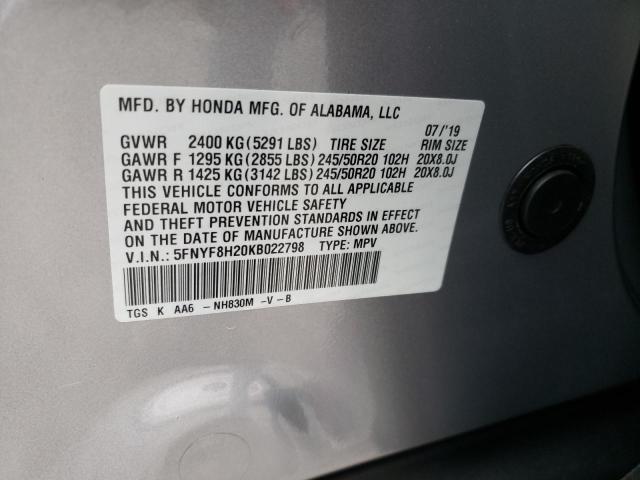 MFD. BY HONDA MFG. OF ALABAMA, LLC
07/'19
GVWR 2400 KG (5291 LBS) TIRE SIZE RIM SIZE
GAWR F 1295 KG (2855 LBS) 245/50R20 102H 20X8.0J
GAWR R 1425 KG (3142 LBS) 245/50R20 102H 20X8.0J
THIS VEHICLE CONFORMS TO ALL APPLICABLE
FEDERAL MOTOR VEHICLE SAFETY
AND THEFT PREVENTION STANDARDS IN EFFECT
ON THE DATE OF MANUFACTURE SHOWN ABOVE.
V.I.N.: 5FNYF8H20KB022798 TYPE: MPV
TGS K AA6 -NH830M -V-B